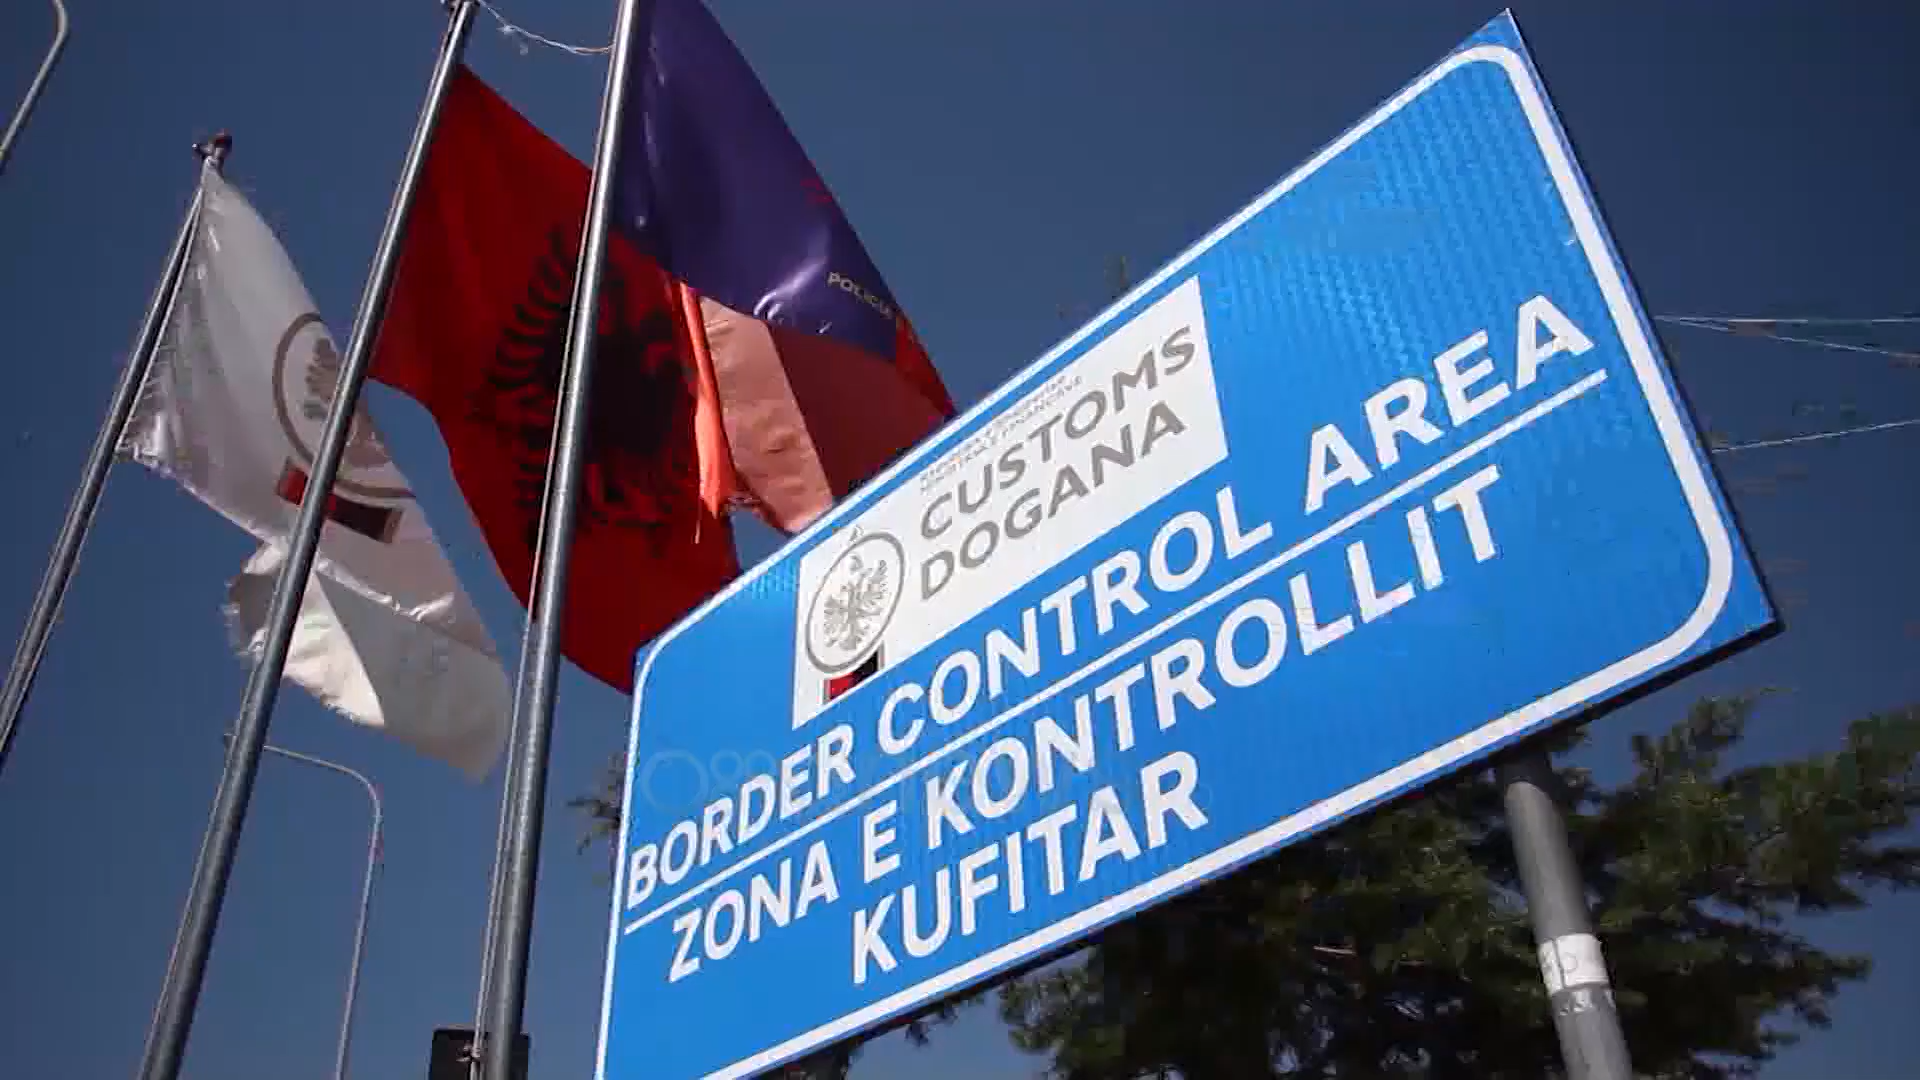 POLICIA
CUSTOMS
DOGANA
BORDER CONTROL AREA
ZONA E KONTROLLIT
KUFITAR